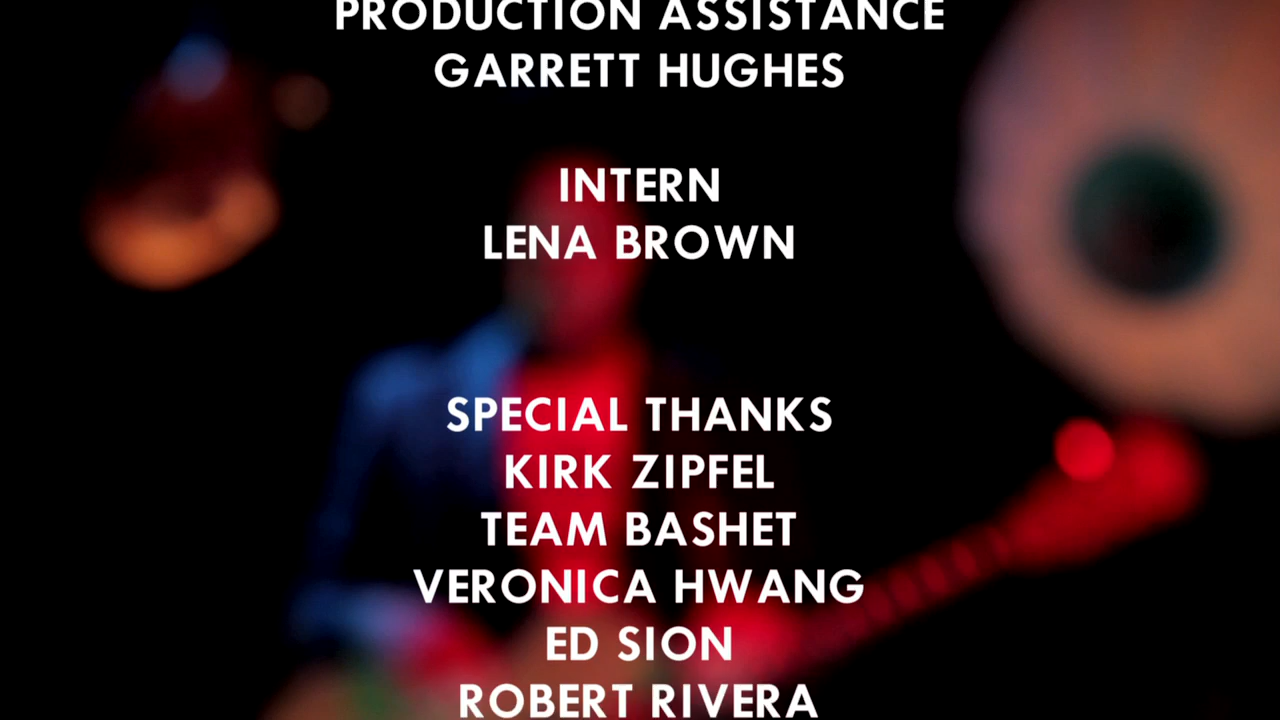 PRODUCTION ASSISTANCE
GARRETT HUGHES
INTERN
LENA BROWN
SPECIAL THANKS
KIRK ZIPFEL
TEAM BASHET
VERONICA HWANG
ED SION
ROBERT RIVERA